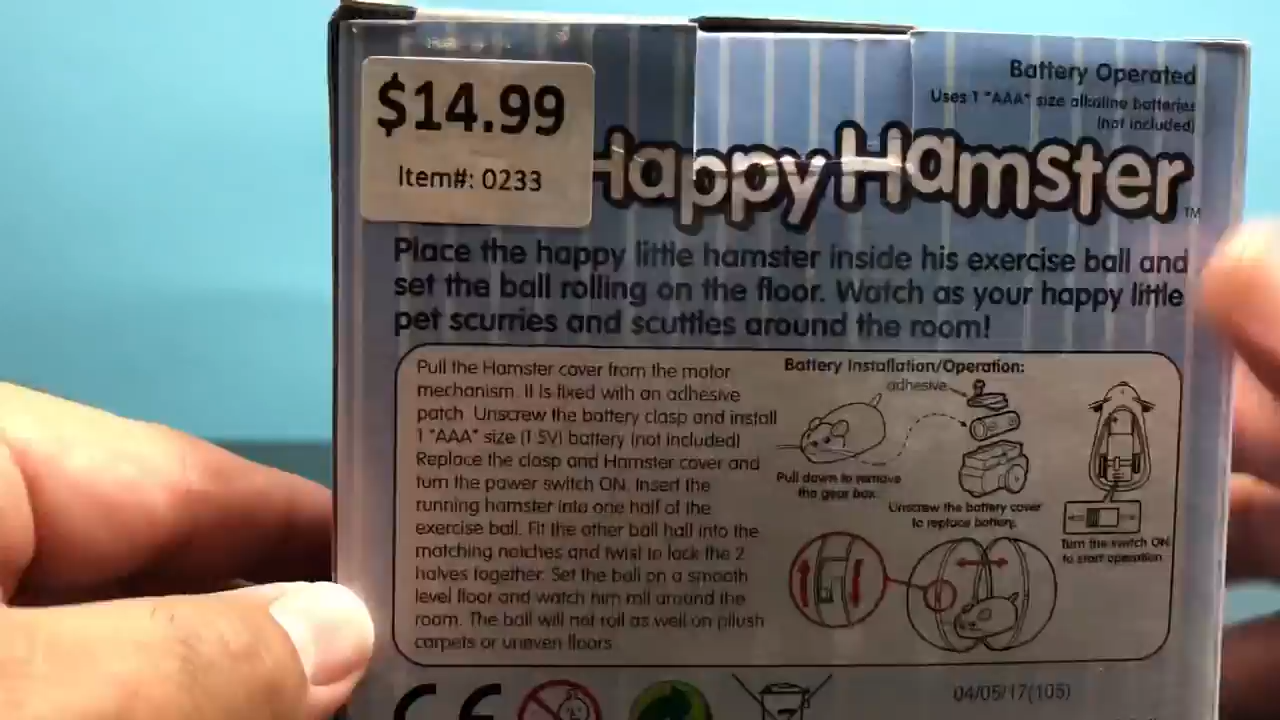 $14.99
Item#: 0233
Battery Operated
Uses 1 "AAA" size alkaline batteries
(not included)
Happy Hamster
TM
Place the happy little hamster inside his exercise ball and
set the ball rolling on the floor. Watch as your happy little
pet scurries and scuttles around the room!
Pull the Hamster cover from the motor
mechanism. It is fixed with an adhesive
patch. Unscrew the battery clasp and install
1 "AAA" size (1.5V) battery (not included)
Replace the clasp and Hamster cover and
turn the power switch ON. Insert the
running hamster into one half of the
exercise ball. Fit the other ball half into the
matching notches and twist to lock the 2
halves together. Set the ball on a smooth
level floor and watch him roll around the
room. The ball will not roll as well on plush
carpets or uneven floors.
Battery Installation/Operation:
adhesive
Pull down to remove
the gear box.
Unscrew the battery cover
to replace battery.
Turn the switch ON
to start operation
CE
04/05/17(105)